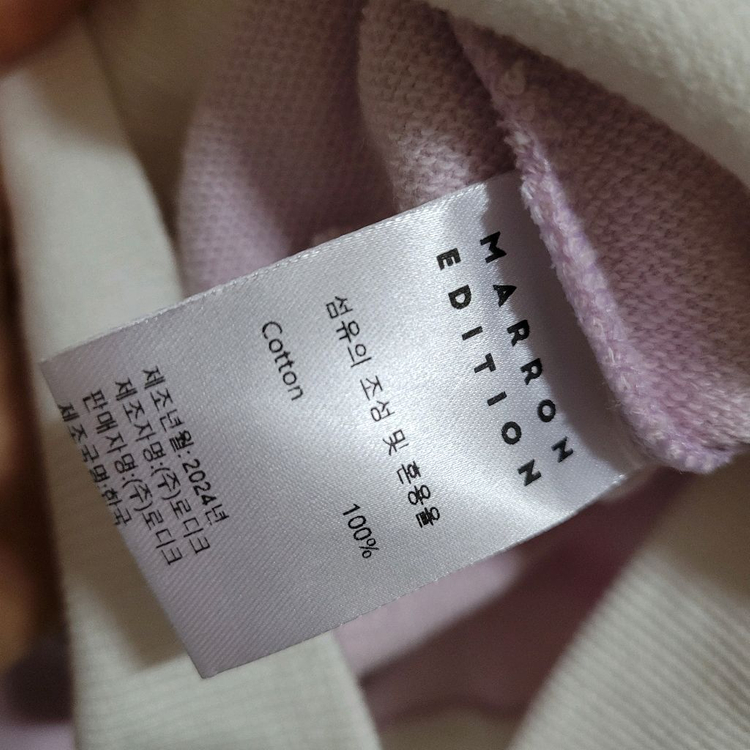 MARRON
EDITION
섬유의 조성 및 혼용율
Cotton 100%
제조년월:2024년
제조자명:(주)로디크
판매자명:(주)로디크
제조국명:한국